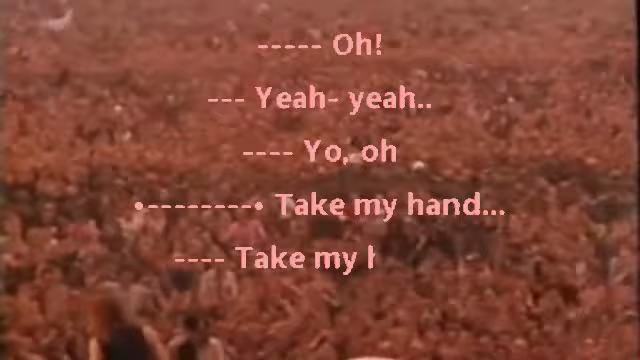 ----- Oh!
--- Yeah- yeah..
---- Yo, oh
•--------• Take my hand...
---- Take my